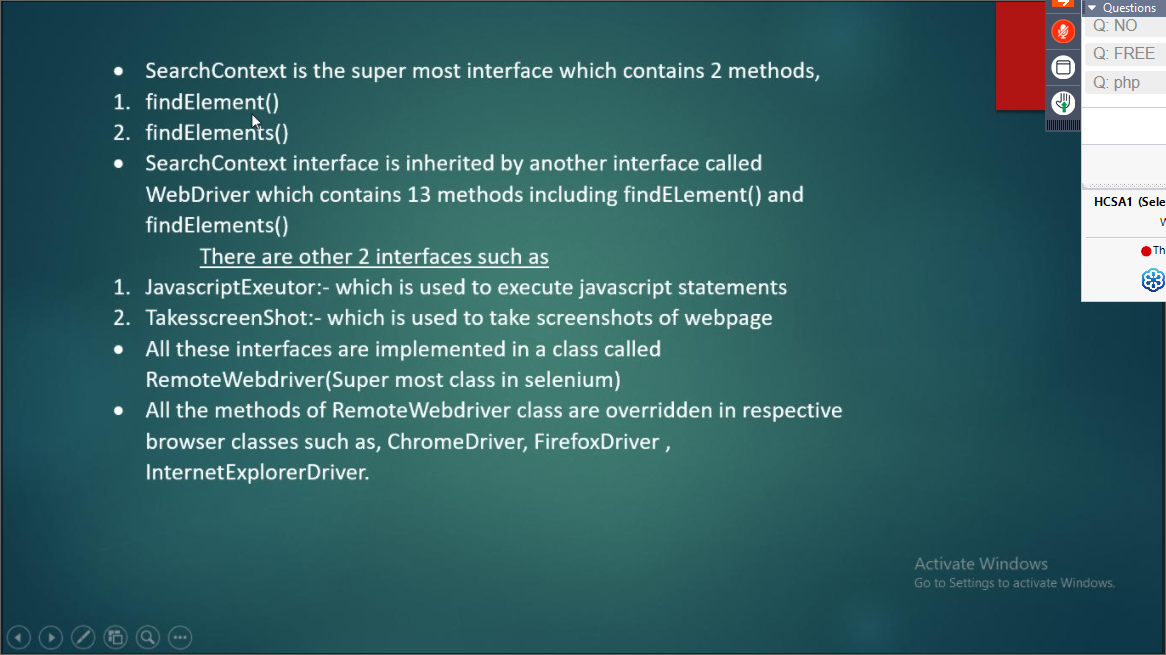 • SearchContext is the super most interface which contains 2 methods,
1. findElement()
2. findElements()
• SearchContext interface is inherited by another interface called
WebDriver which contains 13 methods including findELement() and
findElements()
There are other 2 interfaces such as
1. JavascriptExeutor:- which is used to execute javascript statements
2. TakesscreenShot:- which is used to take screenshots of webpage
• All these interfaces are implemented in a class called
RemoteWebdriver(Super most class in selenium)
• All the methods of RemoteWebdriver class are overridden in respective
browser classes such as, ChromeDriver, FirefoxDriver ,
InternetExplorerDriver.
Activate Windows
Go to Settings to activate Windows.
Questions
Q: NO
Q: FREE
Q: php
HCSA1 (Sele
W
Th